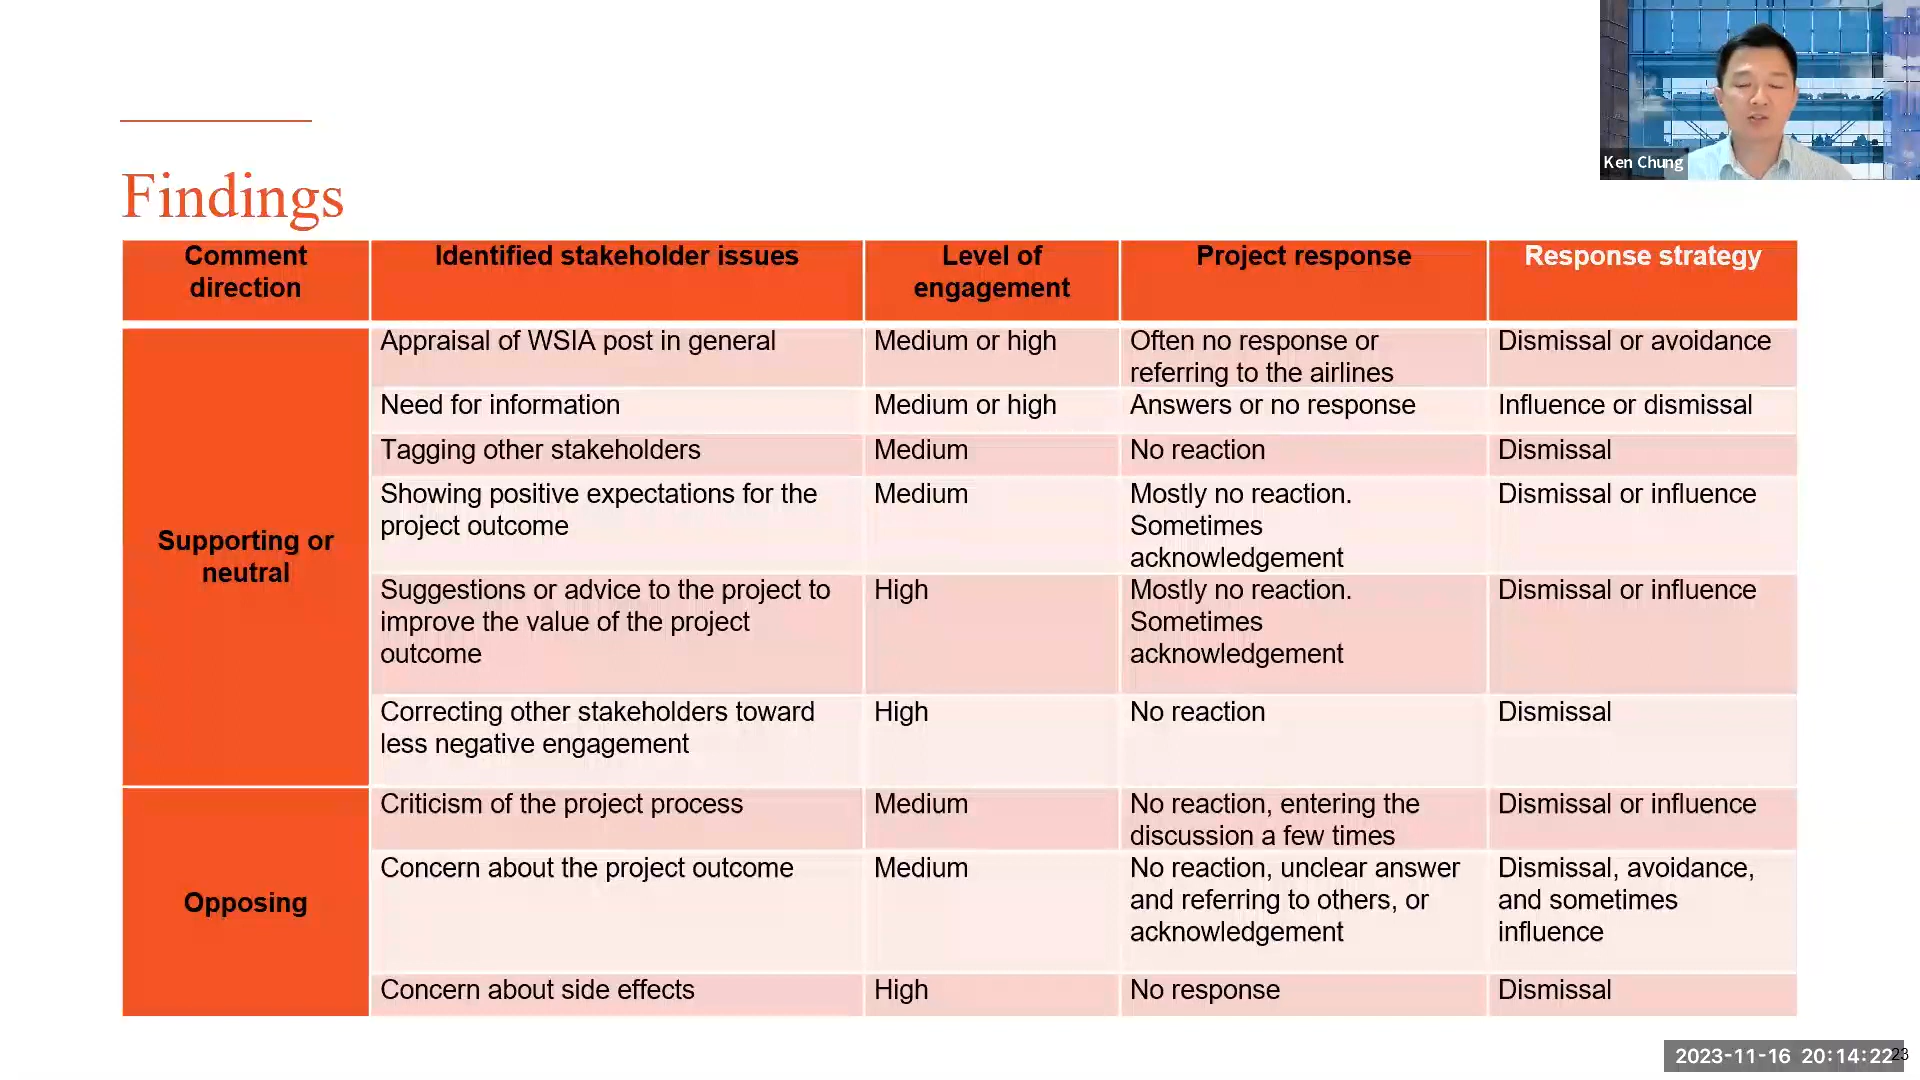 Ken Chung
Findings
Comment
direction
Identified stakeholder issues
Level of
engagement
Project response
Response strategy
Supporting or
neutral
Appraisal of WSIA post in general
Medium or high
Often no response or
referring to the airlines
Dismissal or avoidance
Need for information
Medium or high
Answers or no response
Influence or dismissal
Tagging other stakeholders
Medium
No reaction
Dismissal
Showing positive expectations for the
project outcome
Medium
Mostly no reaction.
Sometimes
acknowledgement
Dismissal or influence
Suggestions or advice to the project to
improve the value of the project
outcome
High
Mostly no reaction.
Sometimes
acknowledgement
Dismissal or influence
Correcting other stakeholders toward
less negative engagement
High
No reaction
Dismissal
Opposing
Criticism of the project process
Medium
No reaction, entering the
discussion a few times
Dismissal or influence
Concern about the project outcome
Medium
No reaction, unclear answer
and referring to others, or
acknowledgement
Dismissal, avoidance,
and sometimes
influence
Concern about side effects
High
No response
Dismissal
2023-11-16 20:14:22
23